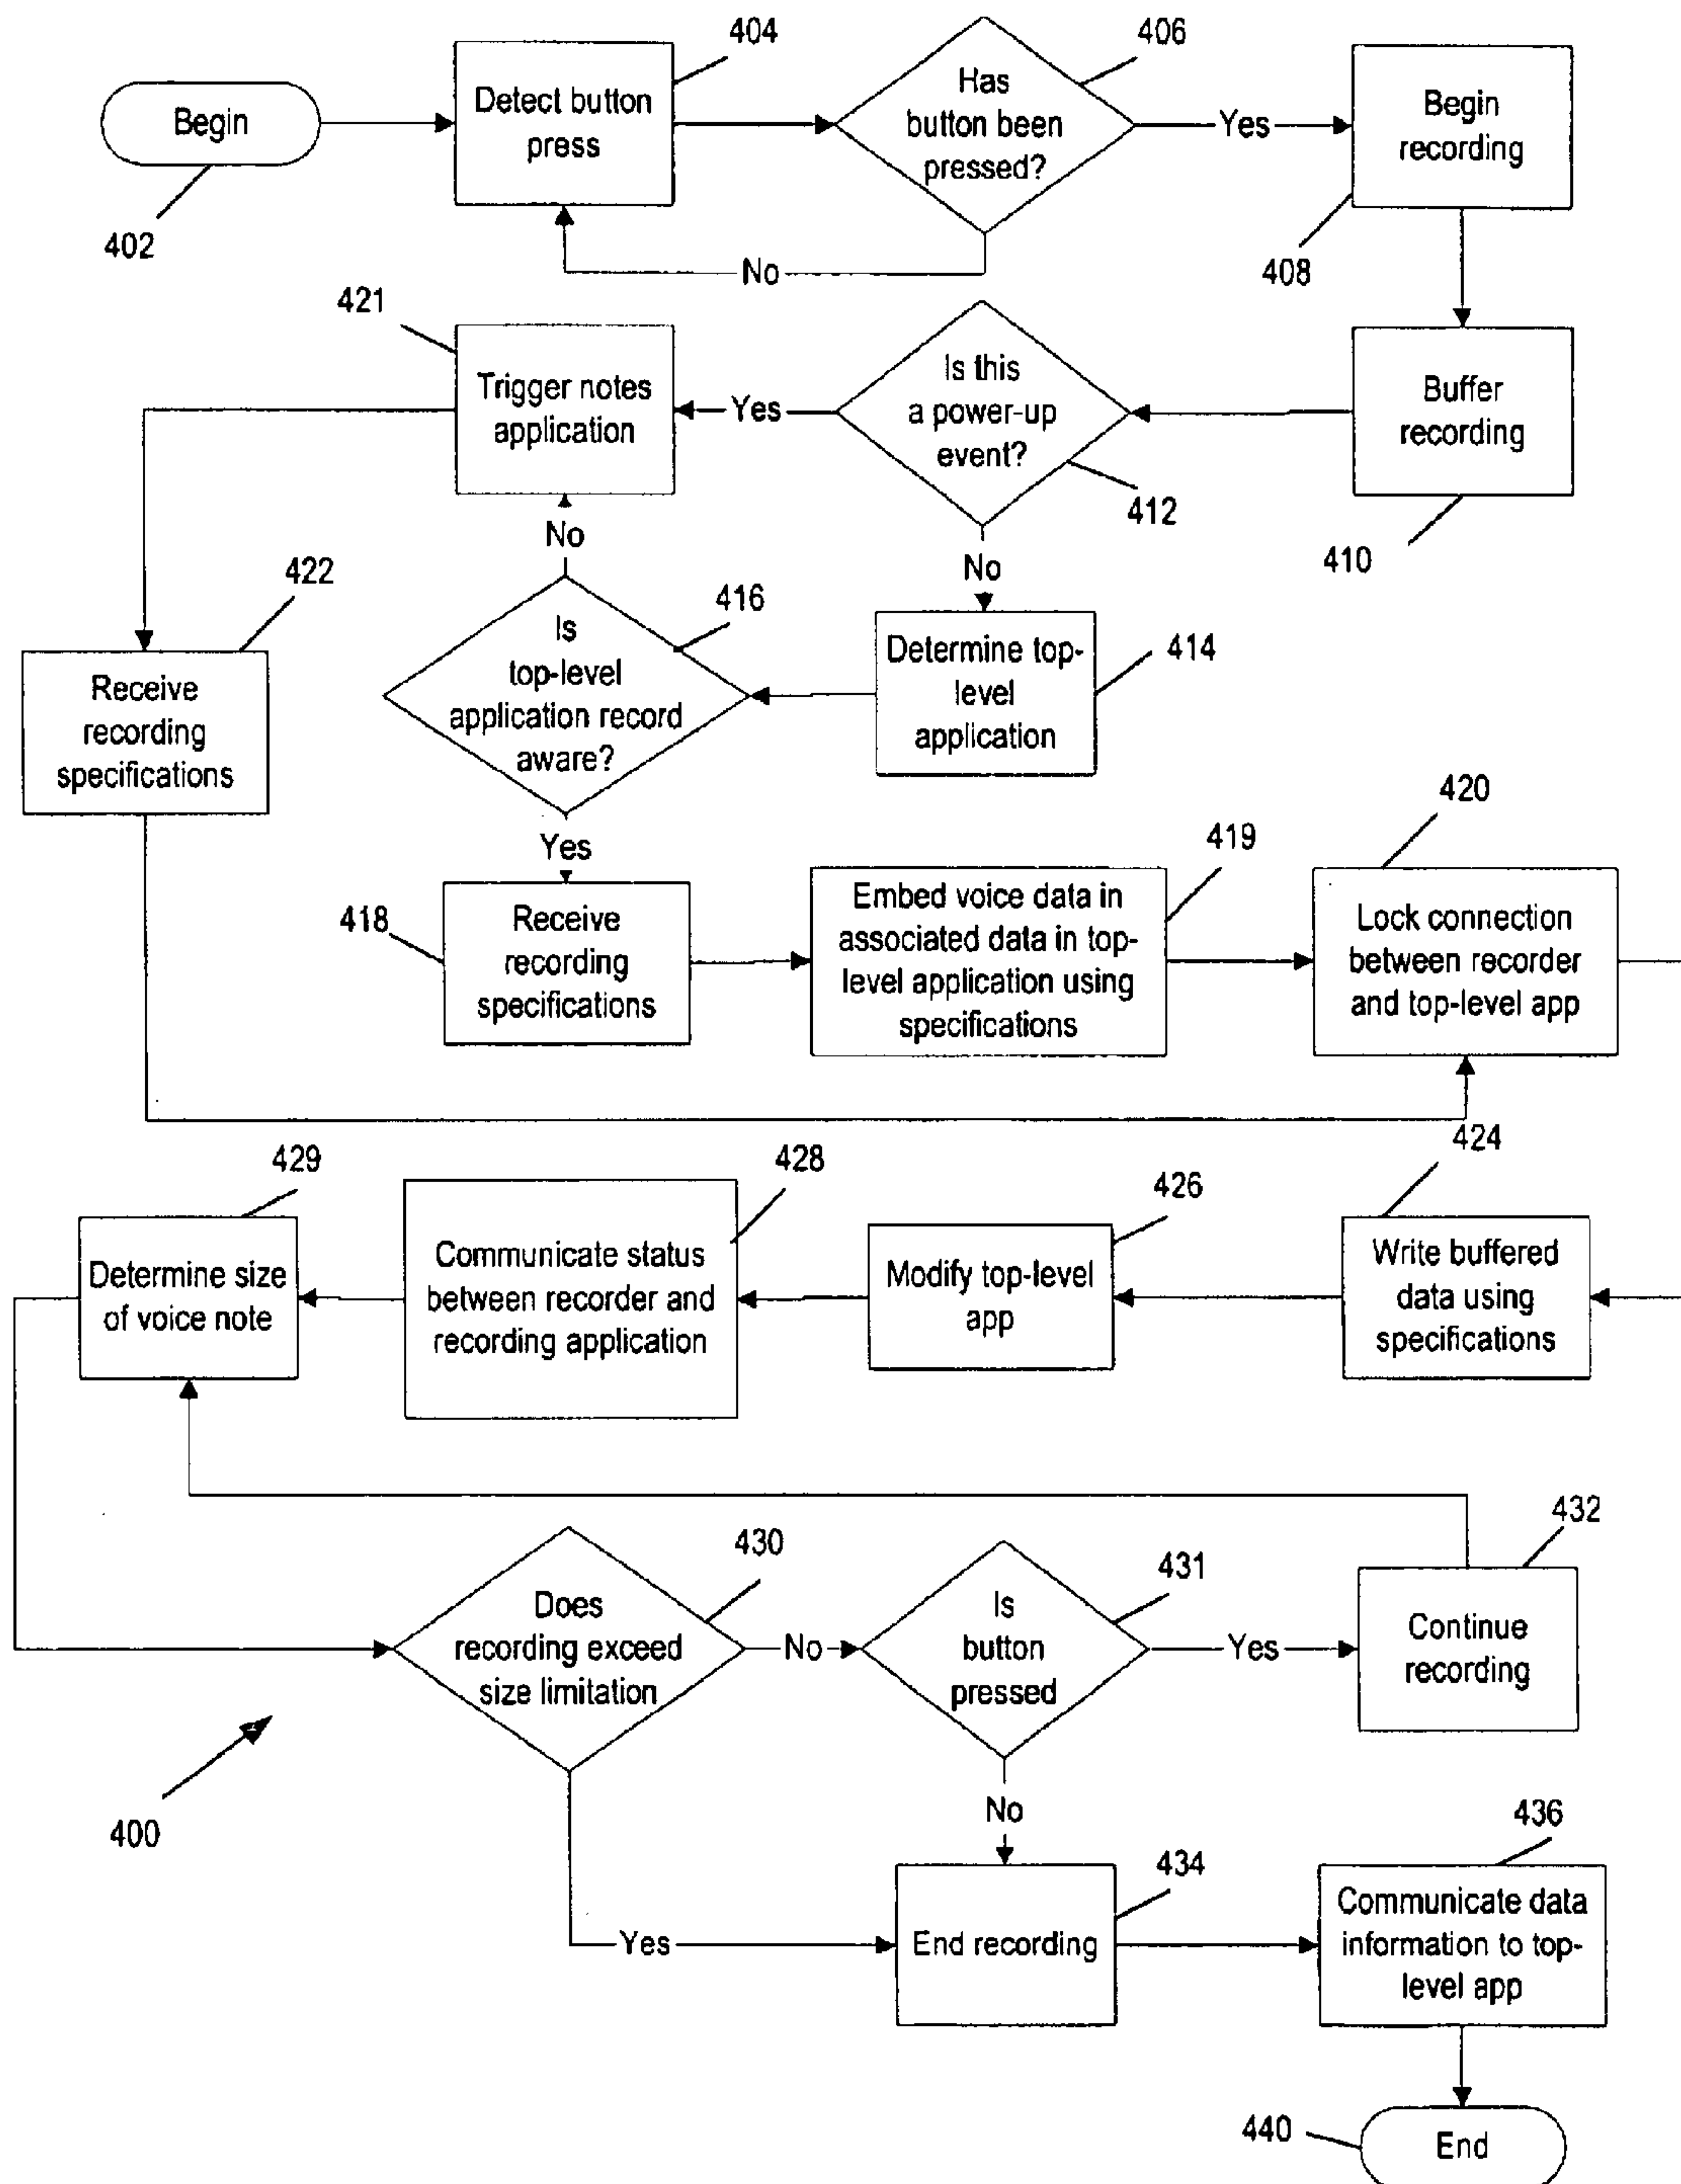 404
406
Begin
Detect button
press
Has
button been
pressed?
Yes
Begin
recording
402
No
408
421
Trigger notes
application
Yes
Is this
a power-up
event?
412
Buffer
recording
410
No
No
422
416
Is
top-level
application record
aware?
Determine top-
level
application
414
Receive
recording
specifications
Yes
420
419
418
Receive
recording
specifications
Embed voice data in
associated data in top-
level application using
specifications
Lock connection
between recorder
and top-level app
424
429
428
426
Determine size
of voice note
Communicate status
between recorder and
recording application
Modify top-level
app
Write buffered
data using
specifications
432
430
431
Does
recording exceed
size limitation
No
Is
button
pressed
Yes
Continue
recording
400
No
436
434
Yes
End recording
Communicate data
information to top-
level app
440
End